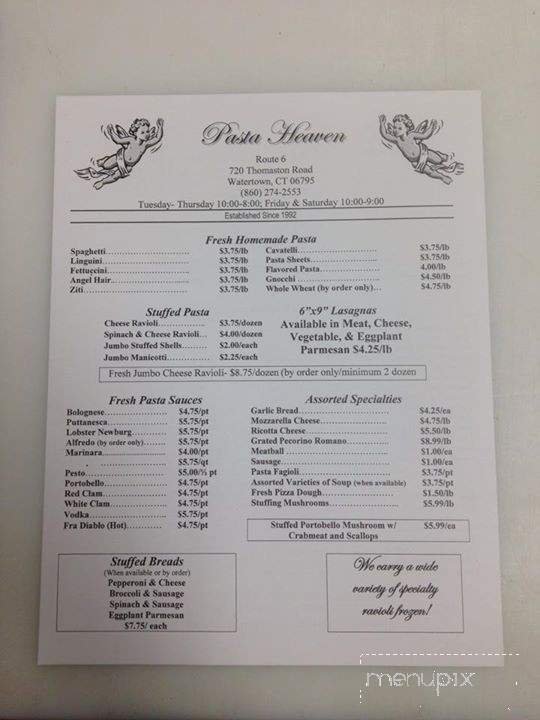 Pasta Heaven
Route 6
720 Thomaston Road
Watertown, CT 06795
(860) 274-2553
Tuesday- Thursday 10:00-8:00; Friday & Saturday 10:00-9:00
Established Since 1992
Fresh Homemade Pasta
Spaghetti $3.75/lb
Linguini $3.75/lb
Fettuccini $3.75/lb
Angel Hair $3.75/lb
Ziti $3.75/lb
Cavatelli $3.75/lb
Pasta Sheets $3.75/lb
Flavored Pasta 4.00/lb
Gnocchi $4.50/lb
Whole Wheat (by order only) $4.75/lb
Stuffed Pasta
Cheese Ravioli $3.75/dozen
Spinach & Cheese Ravioli $4.00/dozen
Jumbo Stuffed Shells $2.00/each
Jumbo Manicotti $2.25/each
6"x9" Lasagnas
Available in Meat, Cheese,
Vegetable, & Eggplant
Parmesan $4.25/lb
Fresh Jumbo Cheese Ravioli- $8.75/dozen (by order only/minimum 2 dozen
Fresh Pasta Sauces
Bolognese $4.75/pt
Puttanesca $5.75/pt
Lobster Newburg $5.75/pt
Alfredo (by order only) $5.75/pt
Marinara $4.00/pt
$5.75/qt
Pesto $5.00/½ pt
Portobello $4.75/pt
Red Clam $4.75/pt
White Clam $4.75/pt
Vodka $5.75/pt
Fra Diablo (Hot) $4.75/pt
Assorted Specialties
Garlic Bread $4.25/ea
Mozzarella Cheese $4.75/lb
Ricotta Cheese $5.50/lb
Grated Pecorino Romano $8.99/lb
Meatball $1.00/ea
Sausage $1.00/ea
Pasta Fagioli $3.75/pt
Assorted Varieties of Soup (when available) $3.75/pt
Fresh Pizza Dough $1.50/lb
Stuffing Mushrooms $5.99/lb
Stuffed Portobello Mushroom w/ $5.99/ea
Crabmeat and Scallops
Stuffed Breads
(When available or by order)
Pepperoni & Cheese
Broccoli & Sausage
Spinach & Sausage
Eggplant Parmesan
$7.75/ each
We carry a wide
variety of specialty
ravioli frozen!
menupix